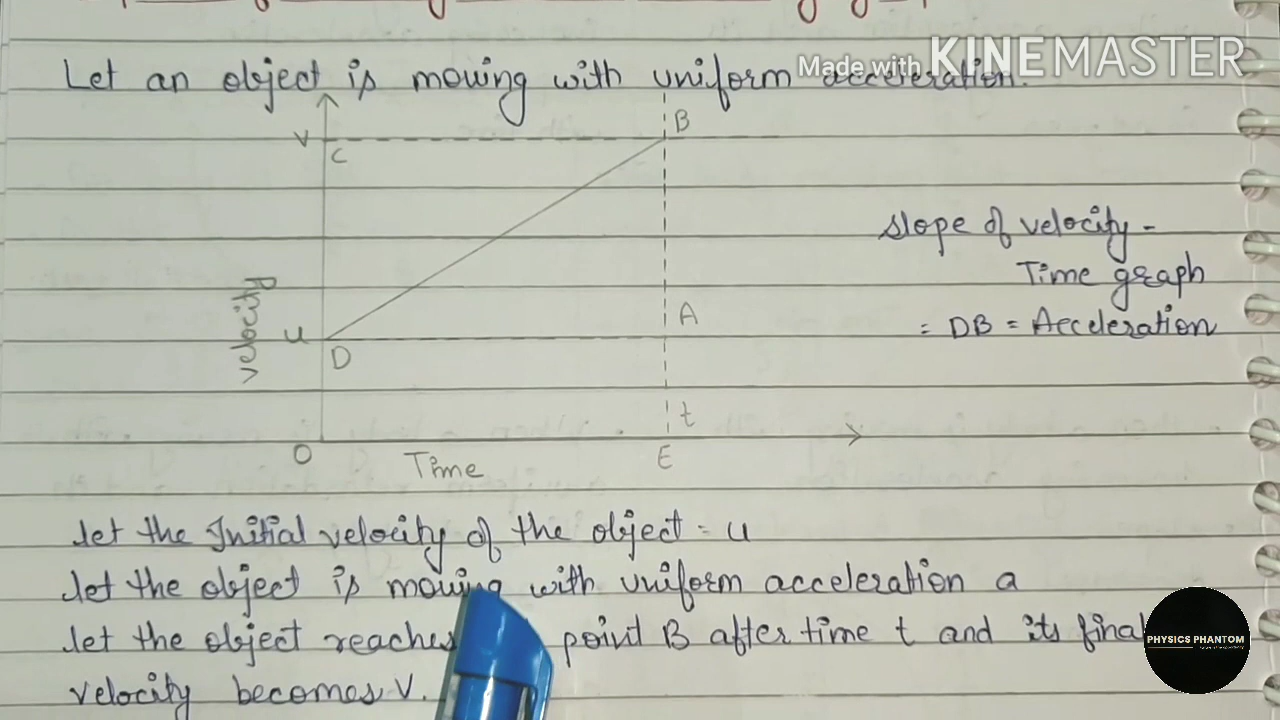 Let an object is moving with uniform acceleration.
Made with KINEMASTER
B
V
C
Slope of velocity -
Time graph
= DB = Acceleration
velocity
A
u
D
t
O
Time
E
Let the Initial velocity of the object = u
Let the object is moving with uniform acceleration a
Let the object reaches point B after time t and its final
velocity becomes V.
PHYSICS PHANTOM